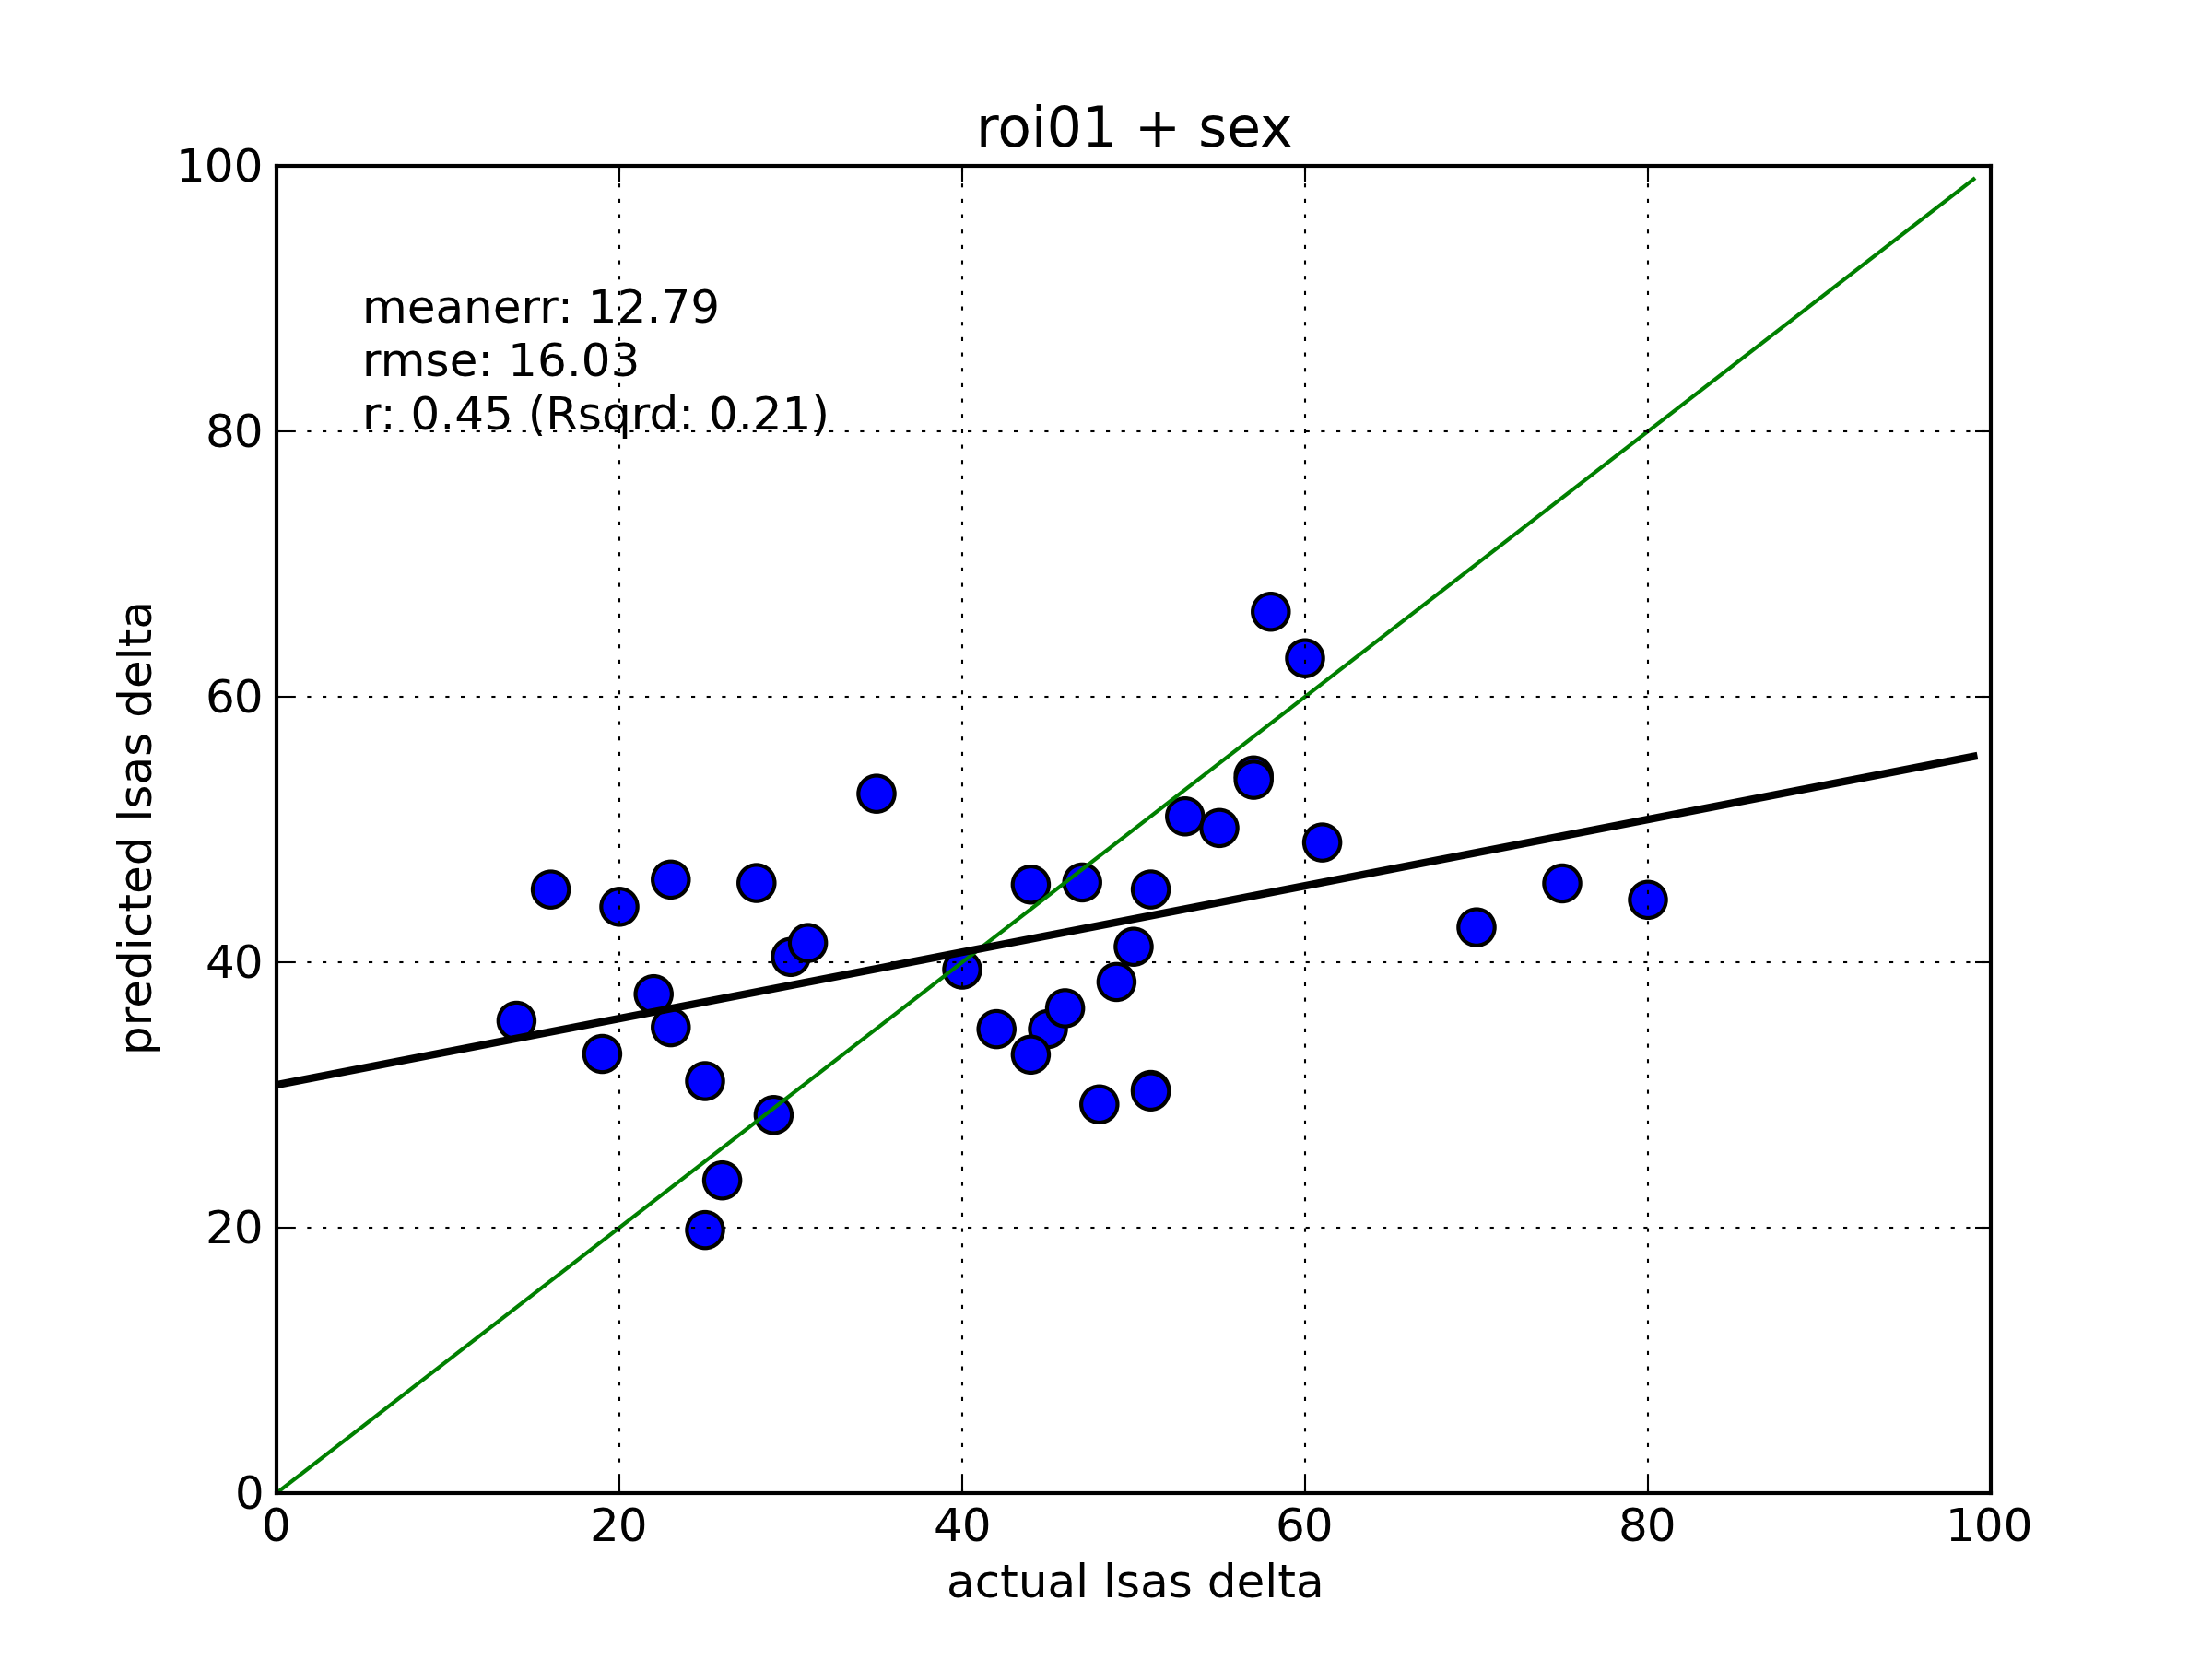 roi01 + sex
100
80
60
40
20
0
meanerr: 12.79
rmse: 16.03
r: 0.45 (Rsqrd: 0.21)
predicted lsas delta
0 20 40 60 80 100
actual lsas delta